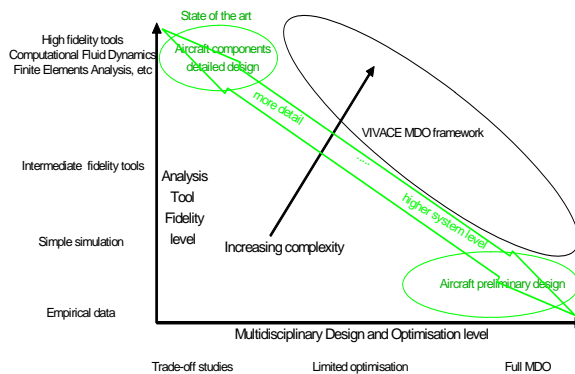 State of the art
High fidelity tools
Computational Fluid Dynamics
Finite Elements Analysis, etc
Aircraft components
detailed design
more detail
.....
higher system level
VIVACE MDO framework
Intermediate fidelity tools
Analysis
Tool
Fidelity
level
Simple simulation
Increasing complexity
Aircraft preliminary design
Empirical data
Multidisciplinary Design and Optimisation level
Trade-off studies
Limited optimisation
Full MDO